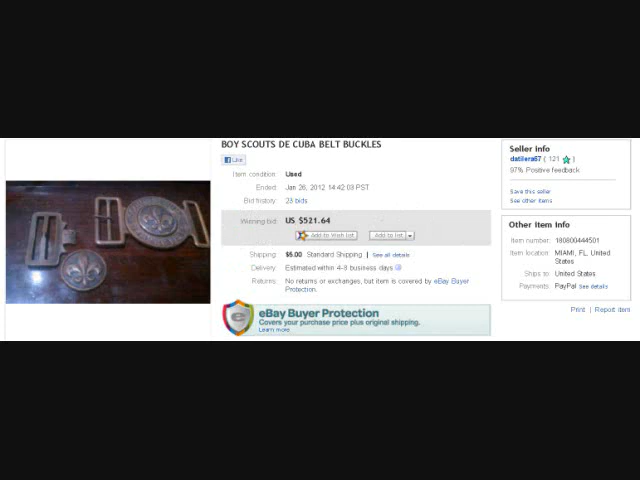 BOY SCOUTS DE CUBA BELT BUCKLES
Like
Item condition: Used
Ended: Jan 26, 2012 14:42:03 PST
Bid history: 23 bids
Winning bid: US $521.64
Add to Wish list
Add to list
Shipping: $5.00 Standard Shipping | See all details
Delivery: Estimated within 4-8 business days
Returns: No returns or exchanges, but item is covered by eBay Buyer
Protection.
eBay Buyer Protection
Covers your purchase price plus original shipping.
Learn more
Seller info
datilera67 ( 121 )
97% Positive feedback
Save this seller
See other items
Other item info
Item number: 180800444501
Item location: MIAMI, FL, United
States
Ships to: United States
Payments: PayPal See details
Print | Report item